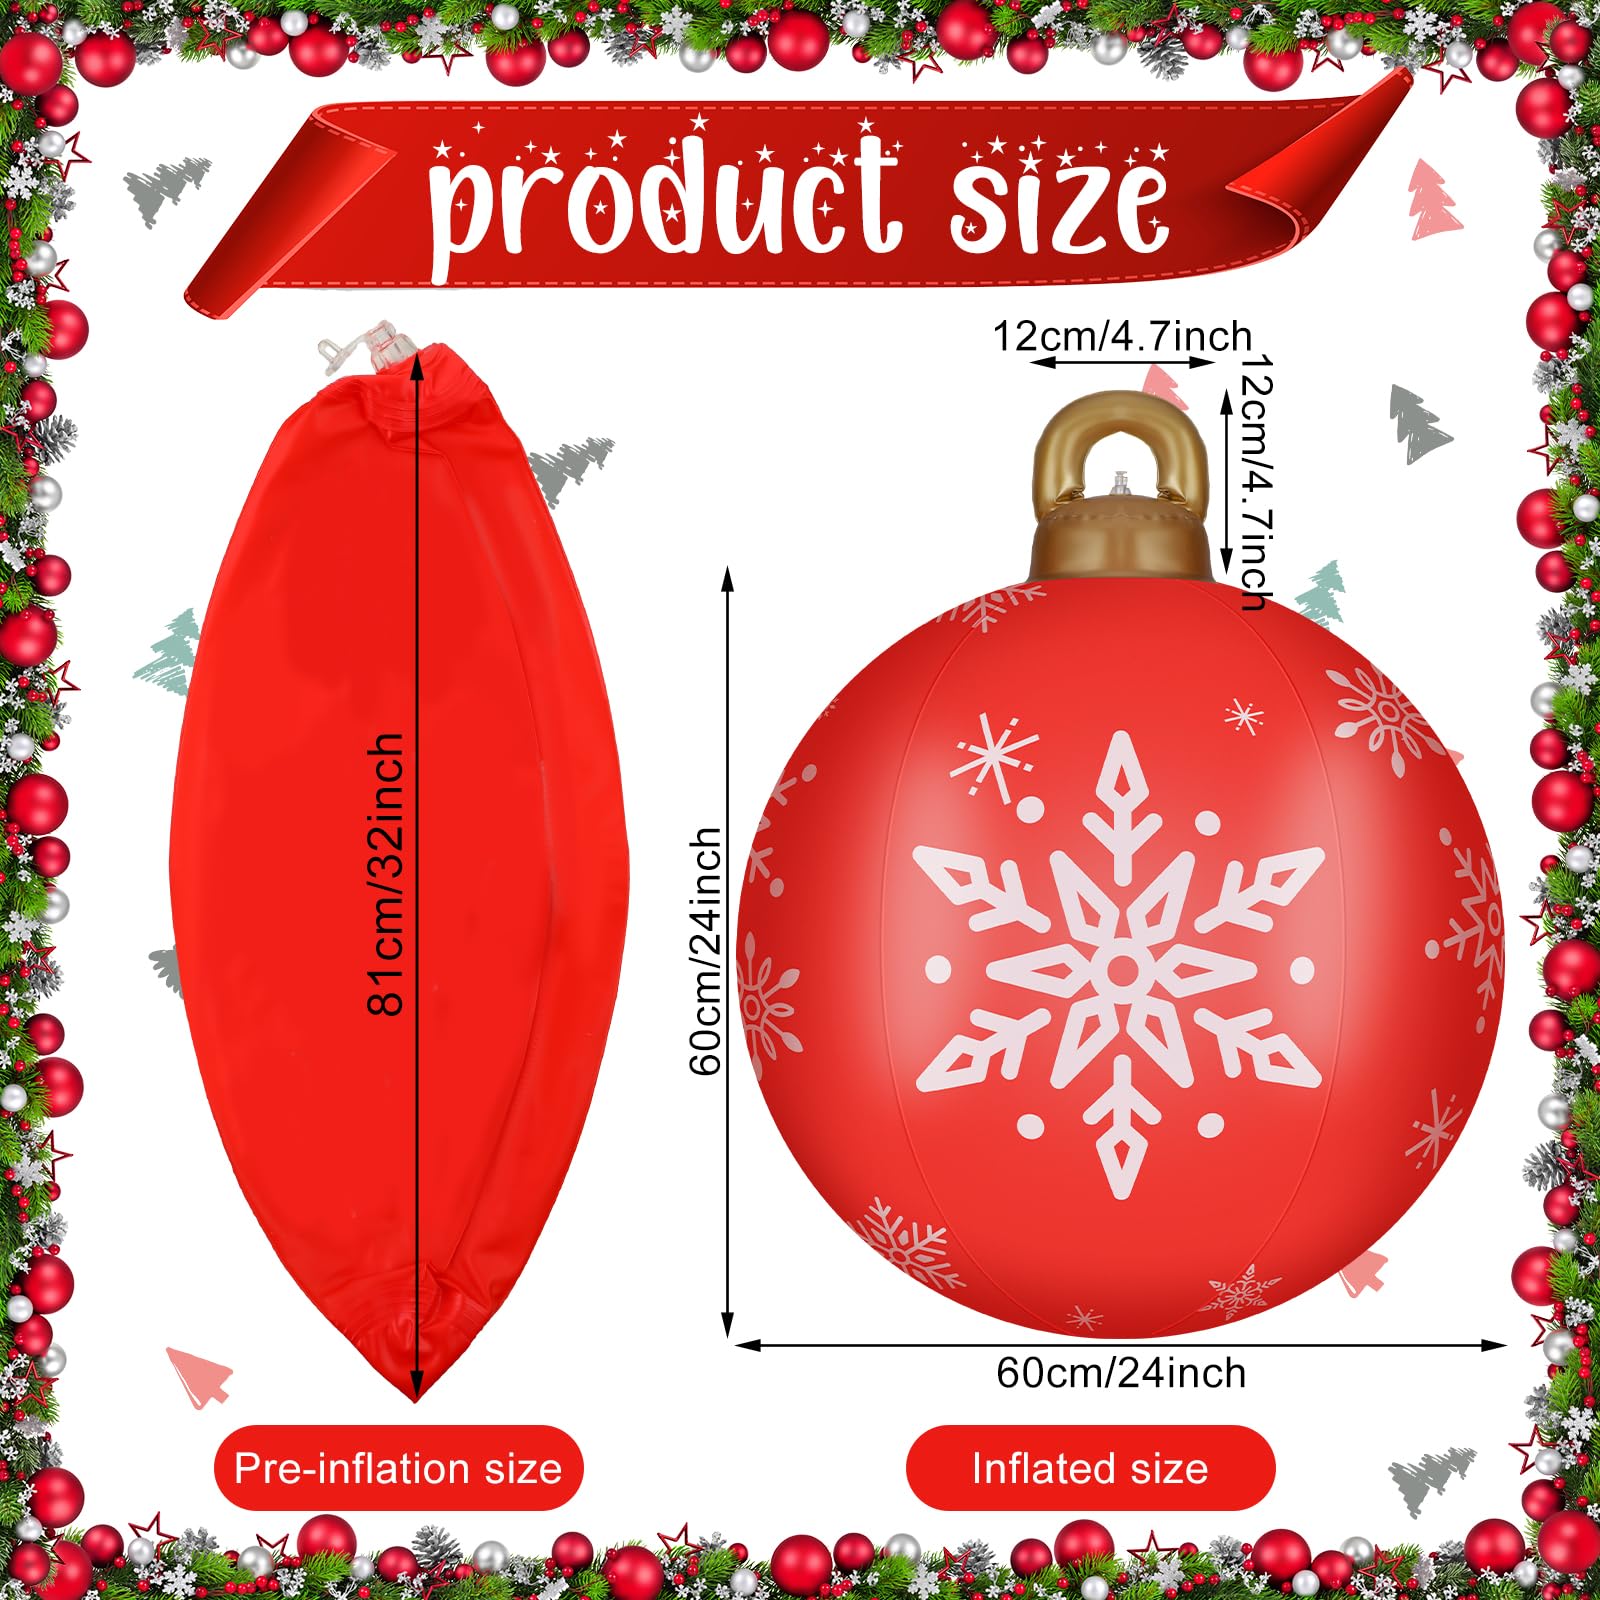 product size
12cm/4.7inch
12cm/4.7inch
81cm/32inch
60cm/24inch
60cm/24inch
Pre-inflation size
Inflated size